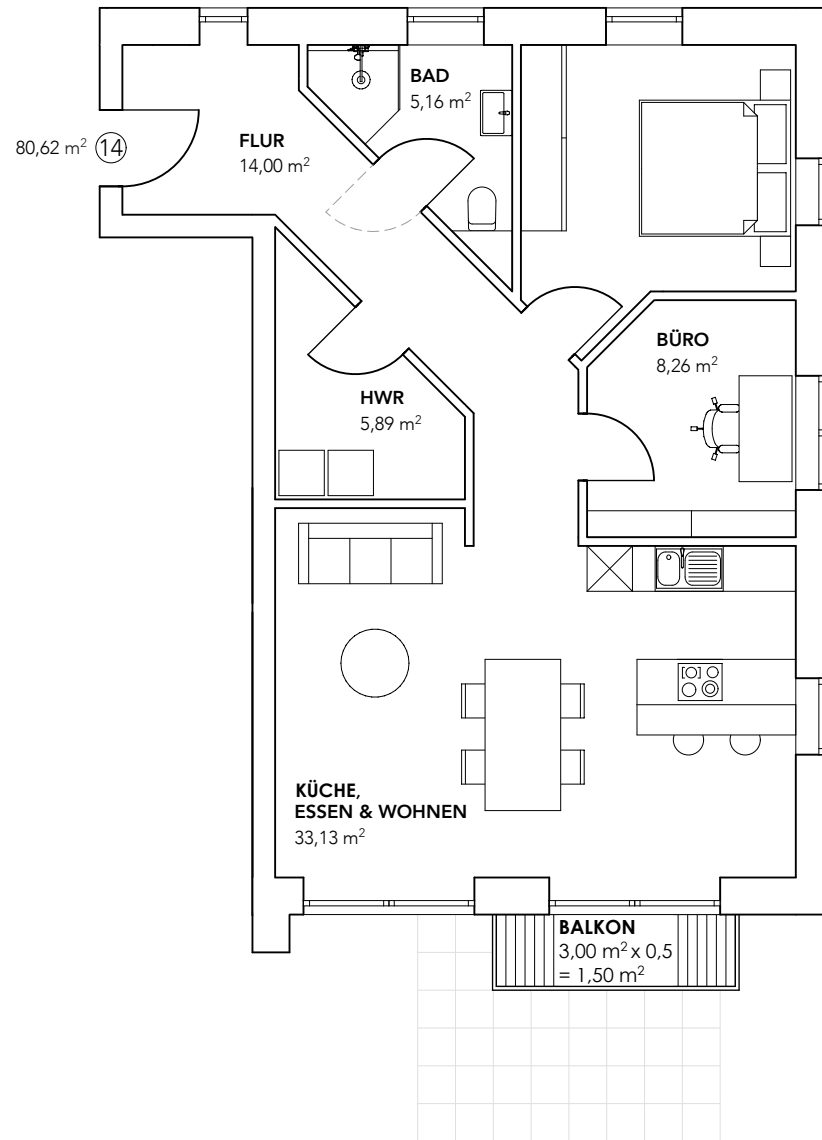 BAD
5,16 m²
80,62 m² 14
FLUR
14,00 m²
BÜRO
8,26 m²
HWR
5,89 m²
KÜCHE,
ESSEN & WOHNEN
33,13 m²
BALKON
3,00 m² x 0,5
= 1,50 m²